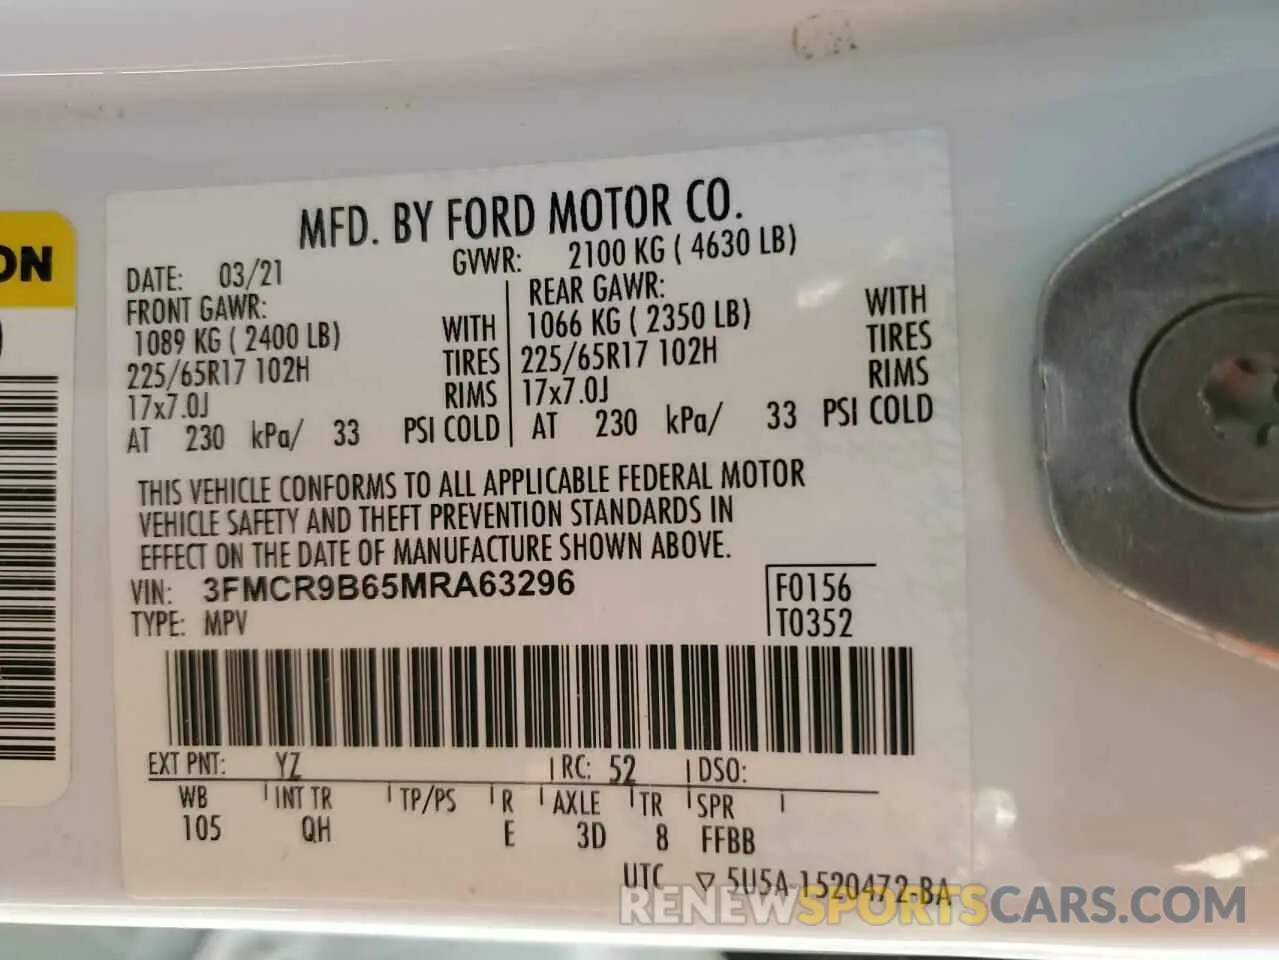 ON
MFD. BY FORD MOTOR CO.
DATE: 03/21 GVWR: 2100 KG ( 4630 LB)
FRONT GAWR: REAR GAWR:
1089 KG ( 2400 LB) WITH 1066 KG ( 2350 LB) WITH
225/65R17 102H TIRES 225/65R17 102H TIRES
17x7.0J RIMS 17x7.0J RIMS
AT 230 kPa/ 33 PSI COLD AT 230 kPa/ 33 PSI COLD
THIS VEHICLE CONFORMS TO ALL APPLICABLE FEDERAL MOTOR
VEHICLE SAFETY AND THEFT PREVENTION STANDARDS IN
EFFECT ON THE DATE OF MANUFACTURE SHOWN ABOVE.
VIN: 3FMCR9B65MRA63296 F0156
TYPE: MPV T0352
EXT PNT: YZ RC: 52 DSO:
WB INT TR TP/PS R AXLE TR SPR
105 QH E 3D 8 FFBB
UTC ▽ 5U5A-1520472-BA
RENEWSPORTSCARS.COM